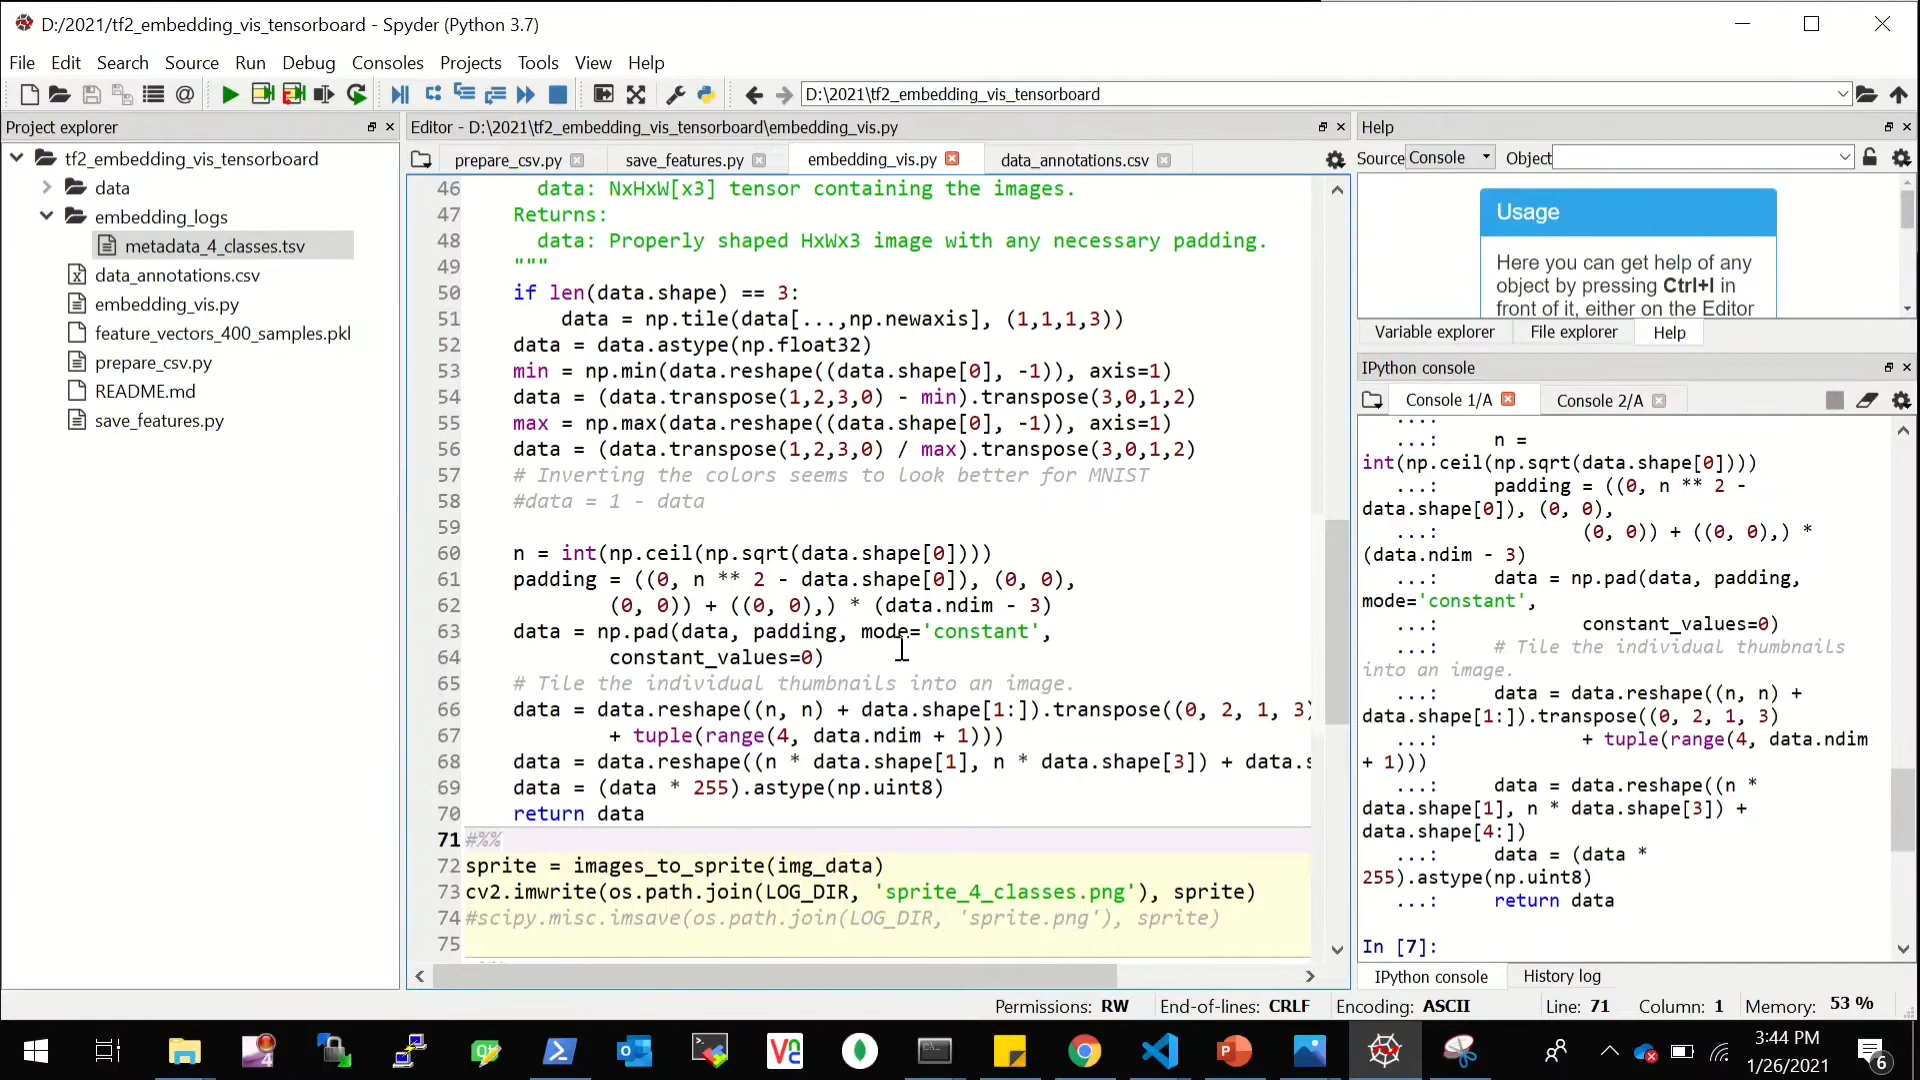 D:/2021/tf2_embedding_vis_tensorboard - Spyder (Python 3.7)
File Edit Search Source Run Debug Consoles Projects Tools View Help
D:\2021\tf2_embedding_vis_tensorboard
Project explorer
tf2_embedding_vis_tensorboard
data
embedding_logs
metadata_4_classes.tsv
data_annotations.csv
embedding_vis.py
feature_vectors_400_samples.pkl
prepare_csv.py
README.md
save_features.py
Editor - D:\2021\tf2_embedding_vis_tensorboard\embedding_vis.py
prepare_csv.py save_features.py embedding_vis.py data_annotations.csv
46 data: NxHxW[x3] tensor containing the images.
47 Returns:
48 data: Properly shaped HxWx3 image with any necessary padding.
49 """
50 if len(data.shape) == 3:
51 data = np.tile(data[...,np.newaxis], (1,1,1,3))
52 data = data.astype(np.float32)
53 min = np.min(data.reshape((data.shape[0], -1)), axis=1)
54 data = (data.transpose(1,2,3,0) - min).transpose(3,0,1,2)
55 max = np.max(data.reshape((data.shape[0], -1)), axis=1)
56 data = (data.transpose(1,2,3,0) / max).transpose(3,0,1,2)
57 # Inverting the colors seems to look better for MNIST
58 #data = 1 - data
59
60 n = int(np.ceil(np.sqrt(data.shape[0])))
61 padding = ((0, n ** 2 - data.shape[0]), (0, 0),
62 (0, 0)) + ((0, 0),) * (data.ndim - 3)
63 data = np.pad(data, padding, mode='constant',
64 constant_values=0)
65 # Tile the individual thumbnails into an image.
66 data = data.reshape((n, n) + data.shape[1:]).transpose((0, 2, 1, 3)
67 + tuple(range(4, data.ndim + 1)))
68 data = data.reshape((n * data.shape[1], n * data.shape[3]) + data.s
69 data = (data * 255).astype(np.uint8)
70 return data
71 #%%
72 sprite = images_to_sprite(img_data)
73 cv2.imwrite(os.path.join(LOG_DIR, 'sprite_4_classes.png'), sprite)
74 #scipy.misc.imsave(os.path.join(LOG_DIR, 'sprite.png'), sprite)
75
Help
Source Console Object
Usage
Here you can get help of any
object by pressing Ctrl+I in
front of it, either on the Editor
Variable explorer File explorer Help
IPython console
Console 1/A Console 2/A
...:
...: n =
int(np.ceil(np.sqrt(data.shape[0])))
...: padding = ((0, n ** 2 -
data.shape[0]), (0, 0),
...: (0, 0)) + ((0, 0),) *
(data.ndim - 3)
...: data = np.pad(data, padding,
mode='constant',
...: constant_values=0)
...: # Tile the individual thumbnails
into an image.
...: data = data.reshape((n, n) +
data.shape[1:]).transpose((0, 2, 1, 3)
...: + tuple(range(4, data.ndim
+ 1)))
...: data = data.reshape((n *
data.shape[1], n * data.shape[3]) +
data.shape[4:])
...: data = (data *
255).astype(np.uint8)
...: return data
In [7]:
IPython console History log
Permissions: RW End-of-lines: CRLF Encoding: ASCII Line: 71 Column: 1 Memory: 53 %
3:44 PM
1/26/2021
6